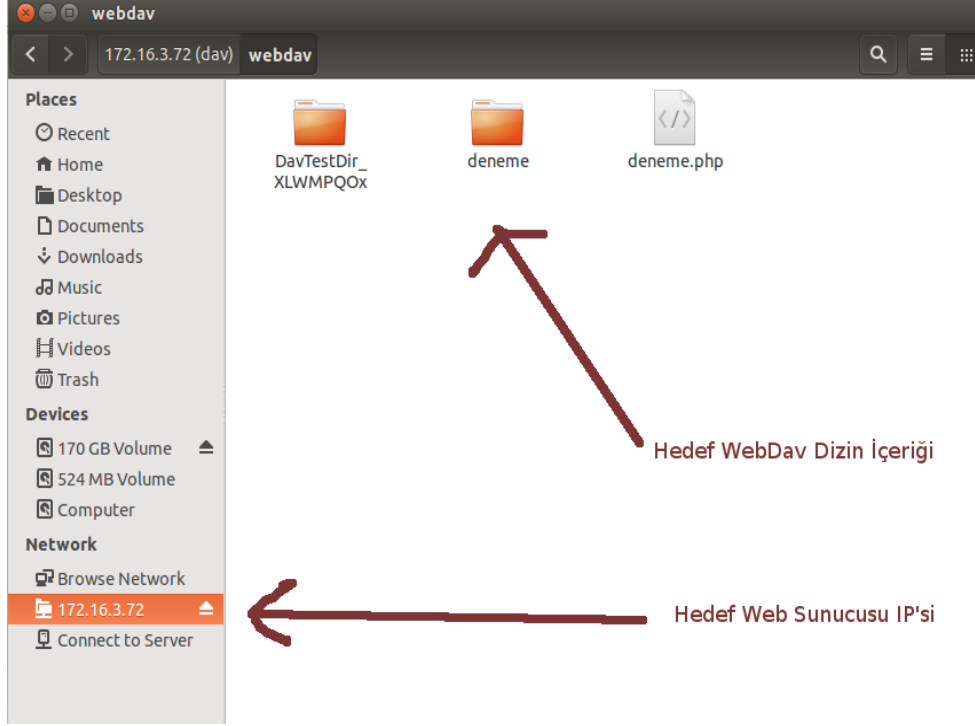 webdav
172.16.3.72 (dav) webdav
Places
Recent
Home
Desktop
Documents
Downloads
Music
Pictures
Videos
Trash
Devices
170 GB Volume
524 MB Volume
Computer
Network
Browse Network
172.16.3.72
Connect to Server
DavTestDir_
XLWMPQOx
deneme
deneme.php
Hedef WebDav Dizin İçeriği
Hedef Web Sunucusu IP'si